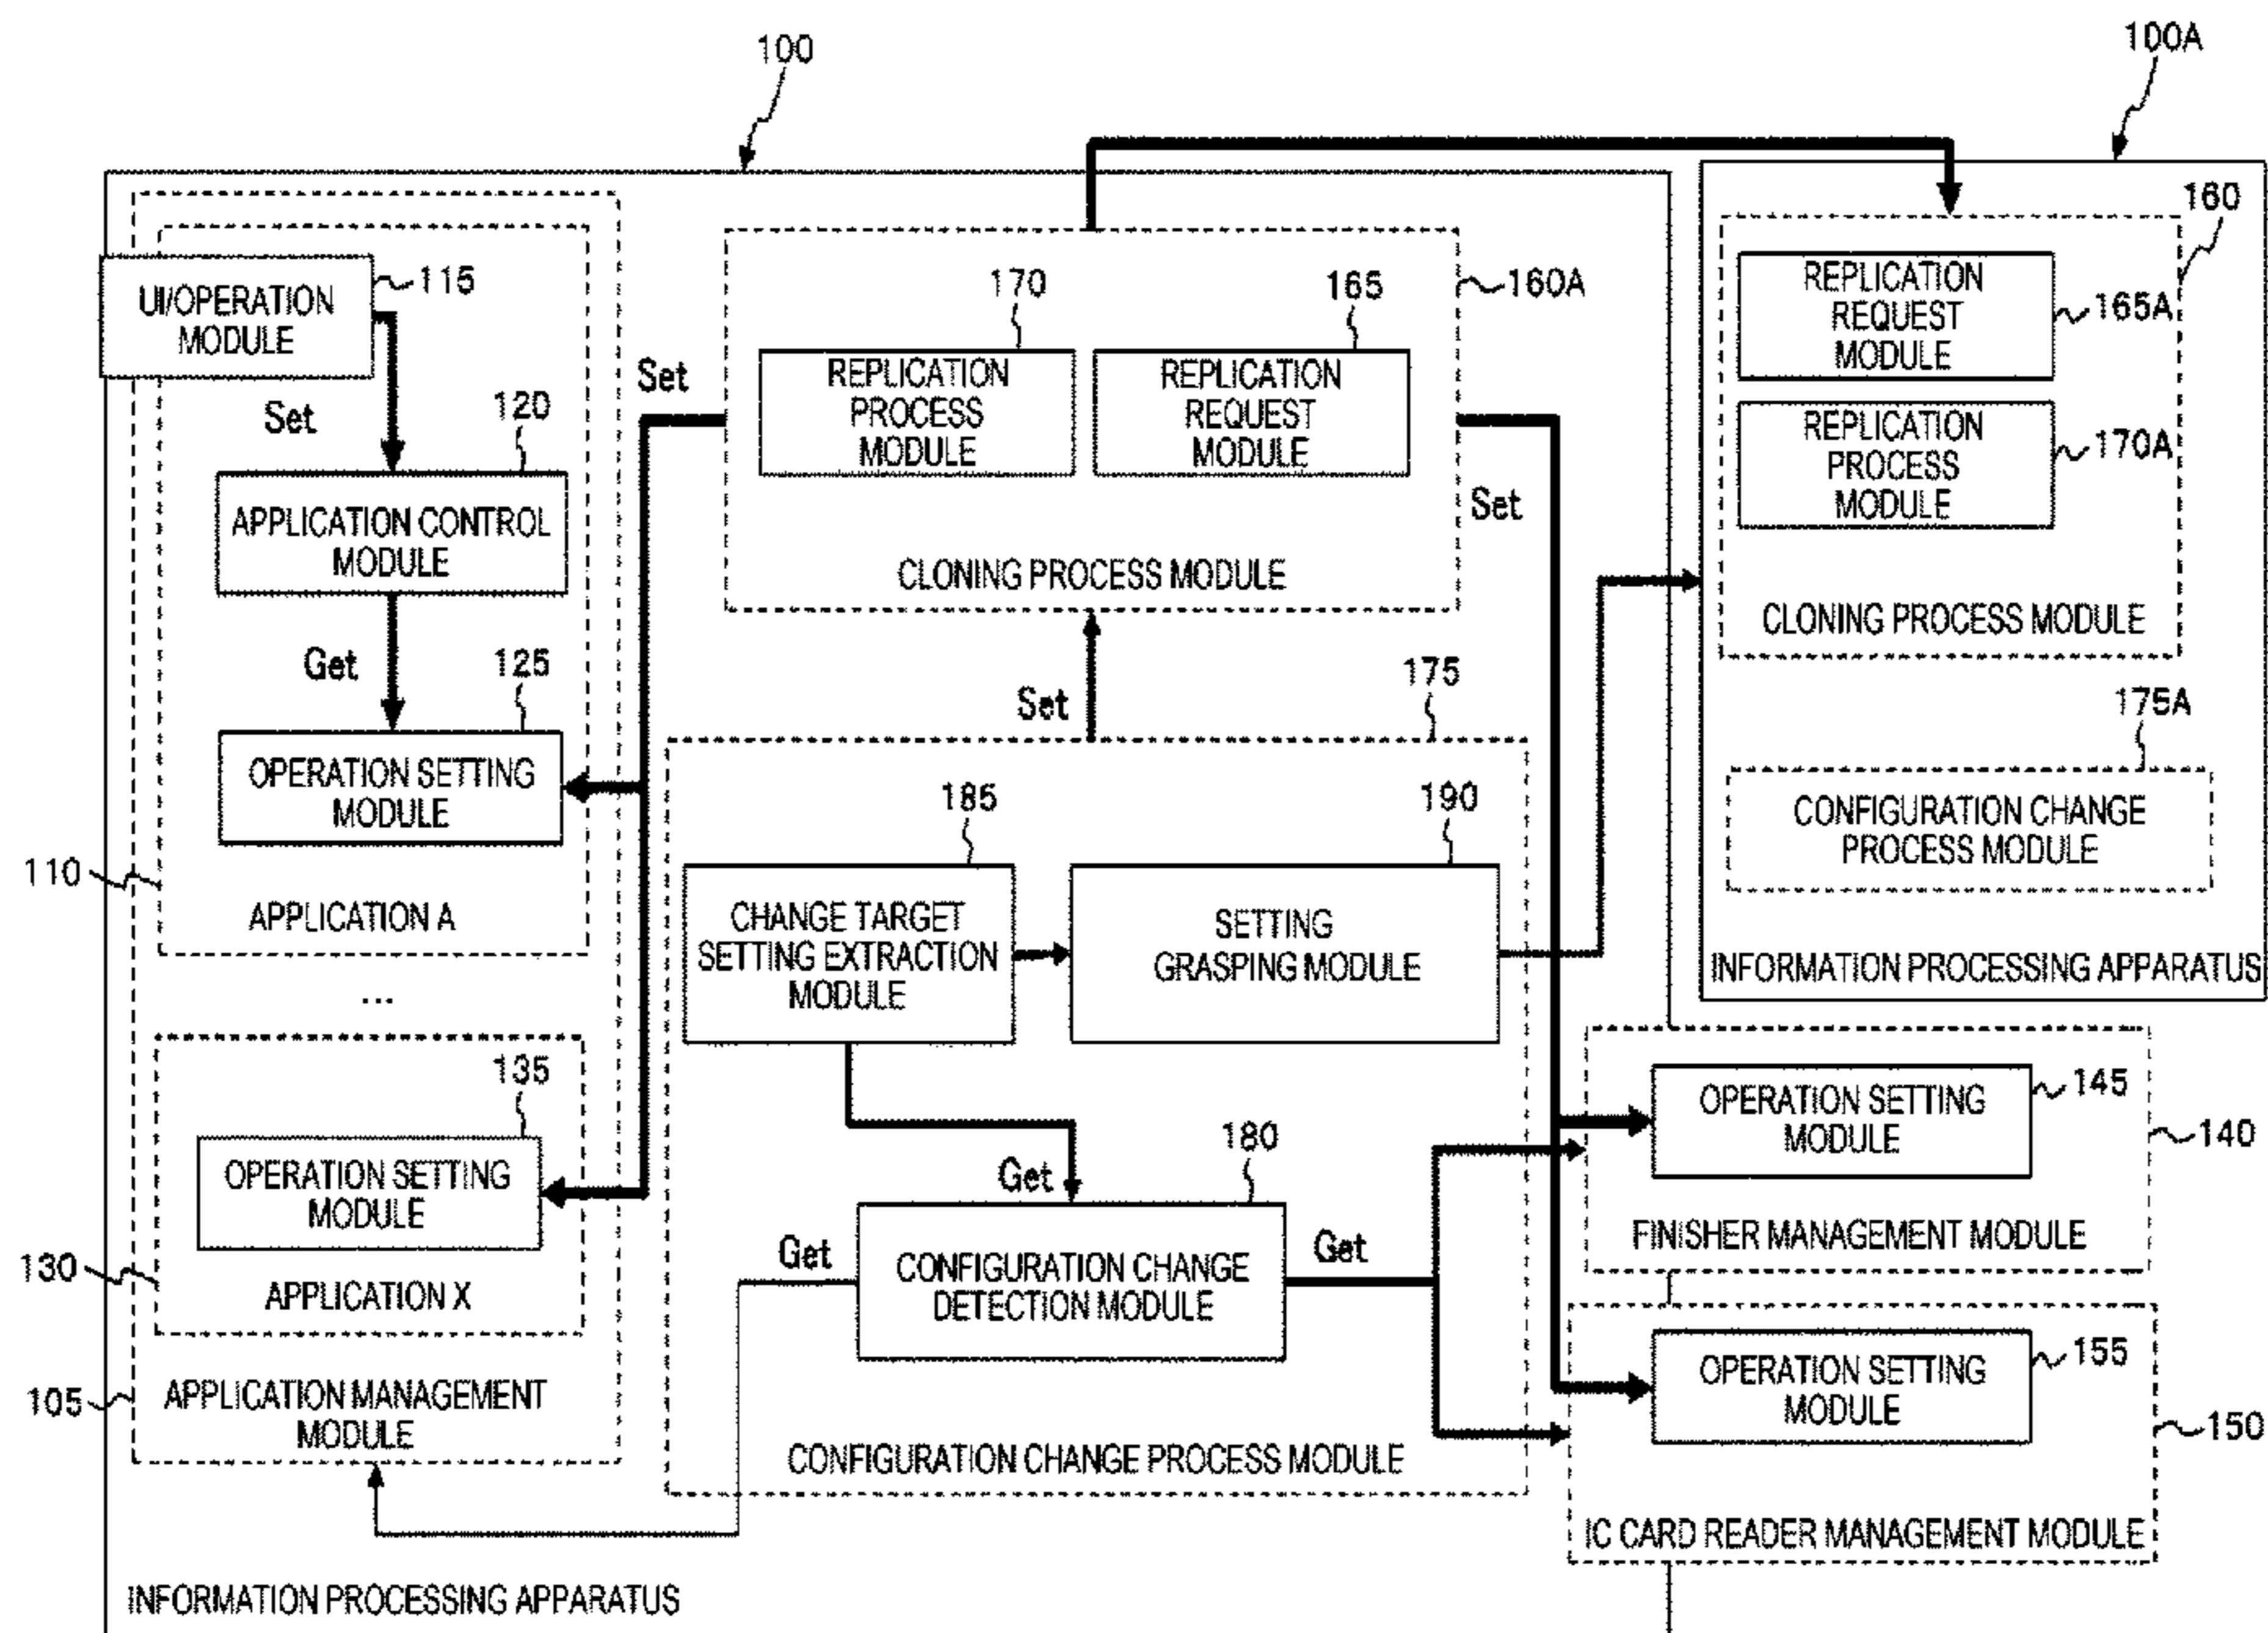 100
100A
160
115
UI/OPERATION
MODULE
170
165
160A
REPLICATION
REQUEST
MODULE
165A
Set
Set
120
REPLICATION
PROCESS
MODULE
REPLICATION
REQUEST
MODULE
REPLICATION
PROCESS
MODULE
170A
APPLICATION CONTROL
MODULE
Set
CLONING PROCESS MODULE
CLONING PROCESS MODULE
Get
125
Set
175
175A
OPERATION SETTING
MODULE
185
190
CONFIGURATION CHANGE
PROCESS MODULE
110
APPLICATION A
CHANGE TARGET
SETTING EXTRACTION
MODULE
SETTING
GRASPING MODULE
INFORMATION PROCESSING APPARATUS
...
135
OPERATION SETTING
MODULE
145
140
OPERATION SETTING
MODULE
180
Get
130
APPLICATION X
Get
CONFIGURATION CHANGE
DETECTION MODULE
Get
FINISHER MANAGEMENT MODULE
105
APPLICATION MANAGEMENT
MODULE
OPERATION SETTING
MODULE
155
150
CONFIGURATION CHANGE PROCESS MODULE
IC CARD READER MANAGEMENT MODULE
INFORMATION PROCESSING APPARATUS